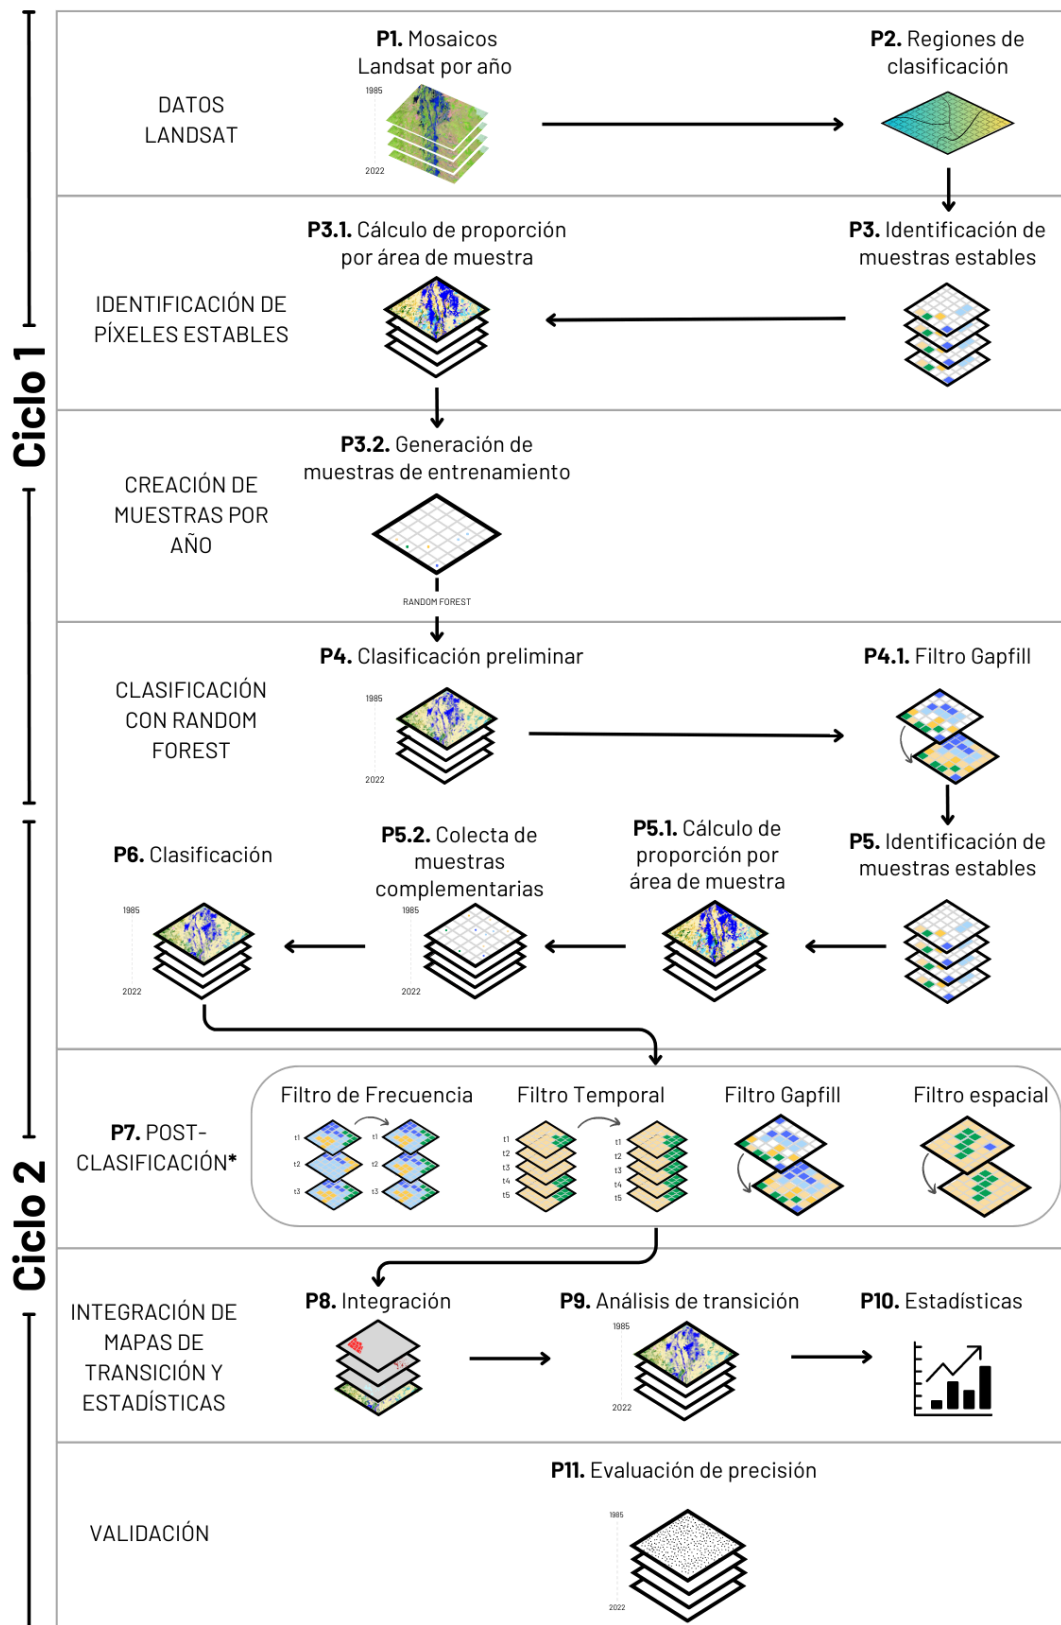 Ciclo 1
DATOS
LANDSAT
P1. Mosaicos
Landsat por año
1985
2022
P2. Regiones de
clasificación
IDENTIFICACIÓN DE
PÍXELES ESTABLES
P3.1. Cálculo de proporción
por área de muestra
P3. Identificación de
muestras estables
CREACIÓN DE
MUESTRAS POR
AÑO
P3.2. Generación de
muestras de entrenamiento
RANDOM FOREST
CLASIFICACIÓN
CON RANDOM
FOREST
P4. Clasificación preliminar
1985
2022
P4.1. Filtro Gapfill
Ciclo 2
P6. Clasificación
1985
2022
P5.2. Colecta de
muestras
complementarias
1985
2022
P5.1. Cálculo de
proporción por
área de muestra
P5. Identificación de
muestras estables
P7. POST-
CLASIFICACIÓN*
Filtro de Frecuencia
t1
t2
t3
t1
t2
t3
Filtro Temporal
t1
t2
t3
t4
t5
t1
t2
t3
t4
t5
Filtro Gapfill
Filtro espacial
INTEGRACIÓN DE
MAPAS DE
TRANSICIÓN Y
ESTADÍSTICAS
P8. Integración
P9. Análisis de transición
1985
2022
P10. Estadísticas
VALIDACIÓN
P11. Evaluación de precisión
1985
2022